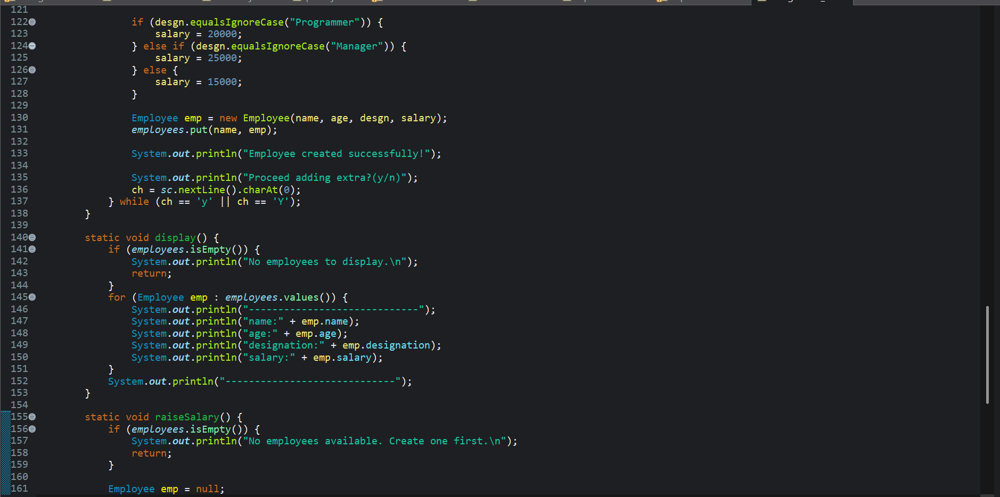 121
122 if (desgn.equalsIgnoreCase("Programmer")) {
123 salary = 20000;
124 } else if (desgn.equalsIgnoreCase("Manager")) {
125 salary = 25000;
126 } else {
127 salary = 15000;
128 }
129
130 Employee emp = new Employee(name, age, desgn, salary);
131 employees.put(name, emp);
132
133 System.out.println("Employee created successfully!");
134
135 System.out.println("Proceed adding extra?(y/n)");
136 ch = sc.nextLine().charAt(0);
137 } while (ch == 'y' || ch == 'Y');
138 }
139
140 static void display() {
141 if (employees.isEmpty()) {
142 System.out.println("No employees to display.\n");
143 return;
144 }
145 for (Employee emp : employees.values()) {
146 System.out.println("-----------------------------");
147 System.out.println("name:" + emp.name);
148 System.out.println("age:" + emp.age);
149 System.out.println("designation:" + emp.designation);
150 System.out.println("salary:" + emp.salary);
151 }
152 System.out.println("-----------------------------");
153 }
154
155 static void raiseSalary() {
156 if (employees.isEmpty()) {
157 System.out.println("No employees available. Create one first.\n");
158 return;
159 }
160
161 Employee emp = null;